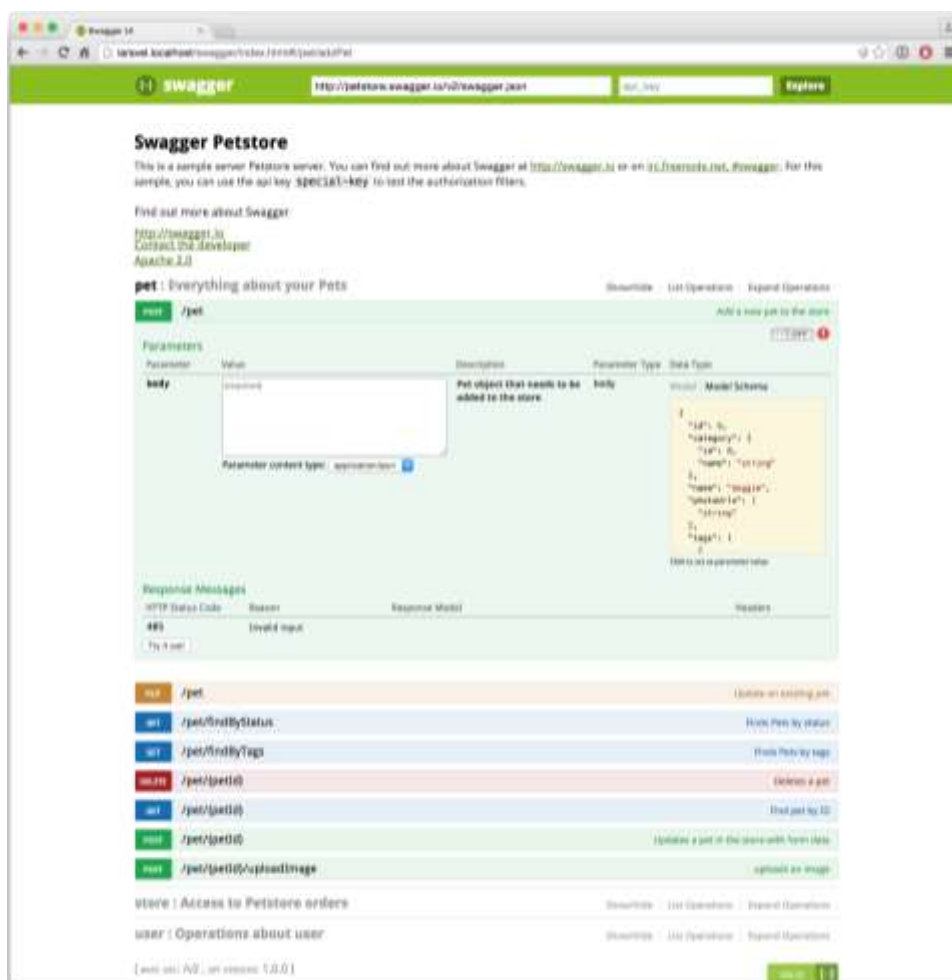 Swagger UI
laravel.localhost/swagger/index.html#!/pet/addPet
swagger
http://petstore.swagger.io/v2/swagger.json
api_key
Explore
Swagger Petstore
This is a sample server Petstore server. You can find out more about Swagger at http://swagger.io or on irc.freenode.net, #swagger. For this
sample, you can use the api key special-key to test the authorization filters.
Find out more about Swagger
http://swagger.io
Contact the developer
Apache 2.0
pet : Everything about your Pets
Show/Hide List Operations Expand Operations
POST /pet
Add a new pet to the store
OFF
Parameters
Parameter Value Description Parameter Type Data Type
body (required) Pet object that needs to be body Model Model Schema
added to the store
{
"id": 0,
"category": {
"id": 0,
"name": "string"
},
"name": "doggie",
"photoUrls": [
"string"
],
"tags": [
{
Parameter content type: application/json
Click to set as parameter value
Response Messages
HTTP Status Code Reason Response Model Headers
405 Invalid input
Try it out!
PUT /pet Update an existing pet
GET /pet/findByStatus Finds Pets by status
GET /pet/findByTags Finds Pets by tags
DELETE /pet/{petId} Deletes a pet
GET /pet/{petId} Find pet by ID
POST /pet/{petId} Updates a pet in the store with form data
POST /pet/{petId}/uploadImage uploads an image
store : Access to Petstore orders Show/Hide List Operations Expand Operations
user : Operations about user Show/Hide List Operations Expand Operations
[ BASE URL: /v2 , API VERSION: 1.0.0 ]
VALID {-}